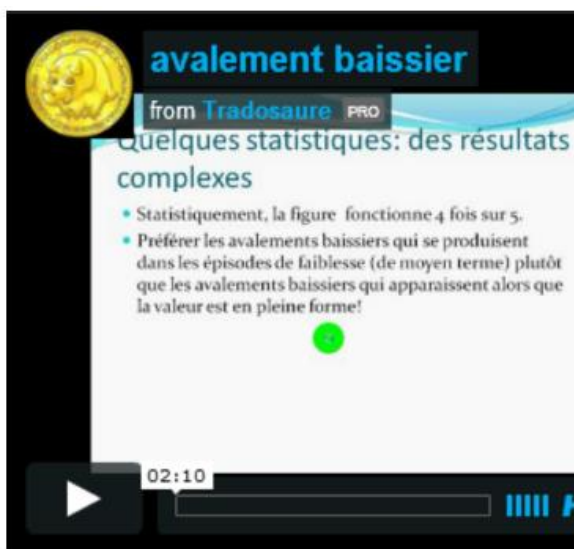 avalement baissier
from Tradosaure PRO
Quelques statistiques: des résultats
complexes
• Statistiquement, la figure fonctionne 4 fois sur 5.
• Préférer les avalements baissiers qui se produisent
dans les épisodes de faiblesse (de moyen terme) plutôt
que les avalements baissiers qui apparaissent alors que
la valeur est en pleine forme!
02:10